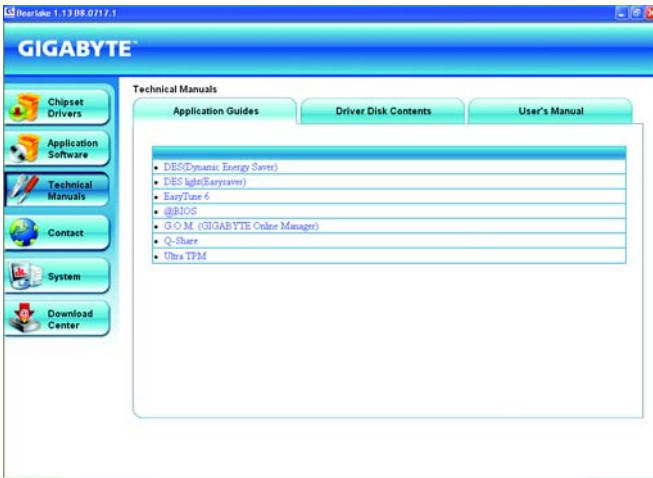 Bearlake 1.13 B8.0717.1
GIGABYTE™
Chipset
Drivers
Application
Software
Technical
Manuals
Contact
System
Download
Center
Technical Manuals
Application Guides
Driver Disk Contents
User's Manual
• DES(Dynamic Energy Saver)
• DES light(Easysaver)
• EasyTune 6
• @BIOS
• G.O.M. (GIGABYTE Online Manager)
• Q-Share
• Ultra TPM